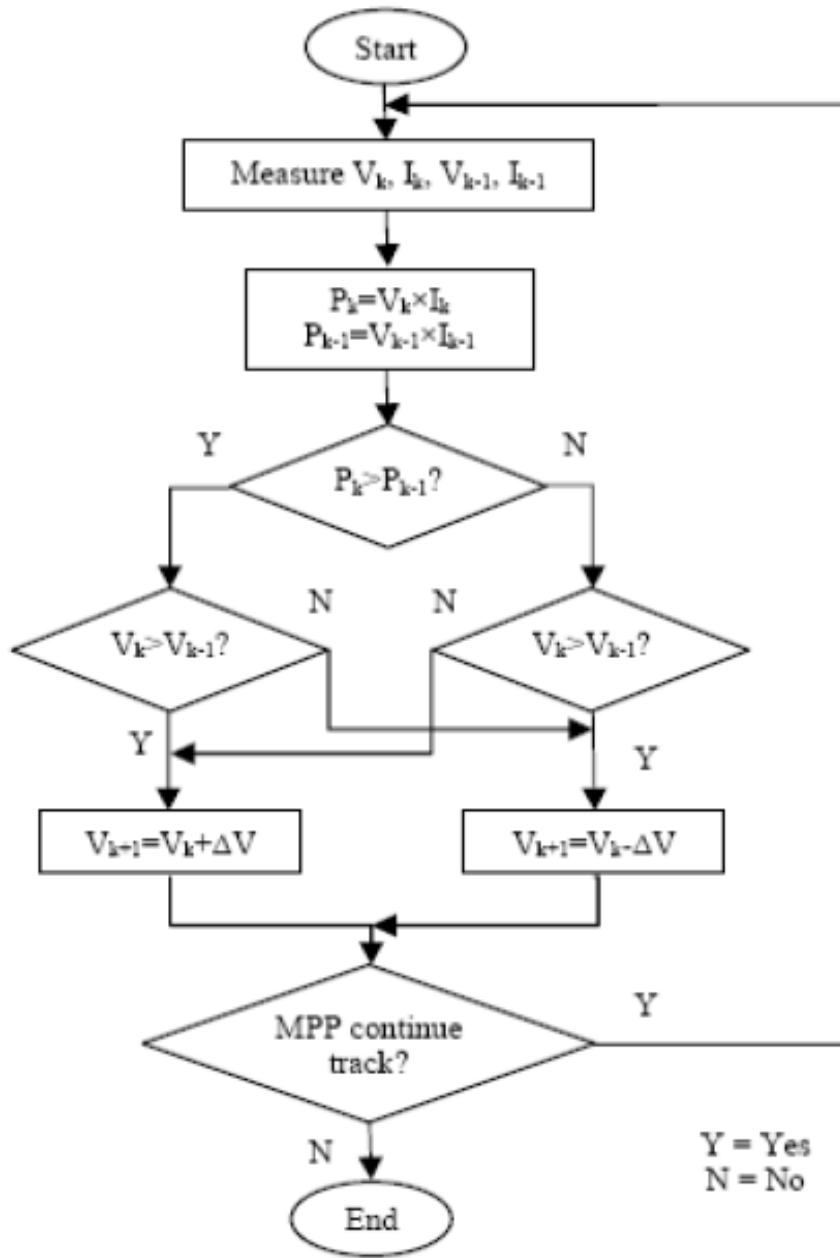 Start
Measure Vₖ, Iₖ, Vₖ₋₁, Iₖ₋₁
Pₖ=Vₖ×Iₖ
Pₖ₋₁=Vₖ₋₁×Iₖ₋₁
Y
N
Pₖ>Pₖ₋₁?
N
N
Vₖ>Vₖ₋₁?
Vₖ>Vₖ₋₁?
Y
Y
Vₖ₊₁=Vₖ+ΔV
Vₖ₊₁=Vₖ-ΔV
Y
MPP continue
track?
Y = Yes
N
N = No
End